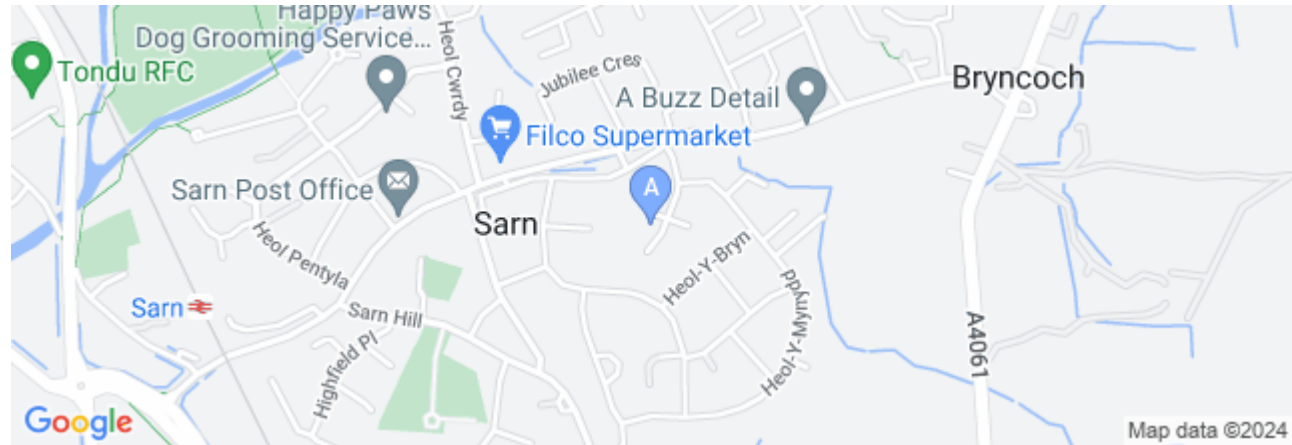 Happy Paws
Dog Grooming Service...
Tondu RFC
Heol Cwrdy
Jubilee Cres
A Buzz Detail
Bryncoch
Filco Supermarket
Sarn Post Office
A
Sarn
Heol Pentyla
Heol-Y-Bryn
Heol-Y-Mynydd
Sarn
Sarn Hill
Highfield Pl
A4061
Google
Map data ©2024